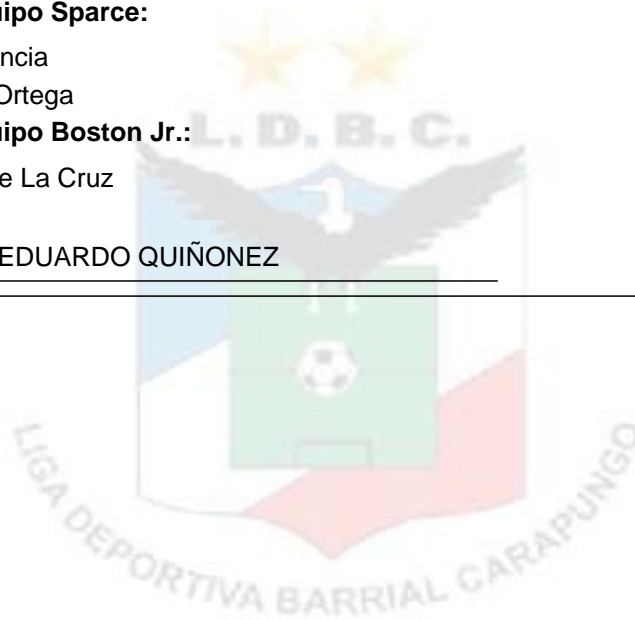 uipo Sparce:
ncia
Ortega
uipo Boston Jr.:
L. D. B. C.
e La Cruz
EDUARDO QUIÑONEZ
LIGA DEPORTIVA BARRIAL CARAPUNGO